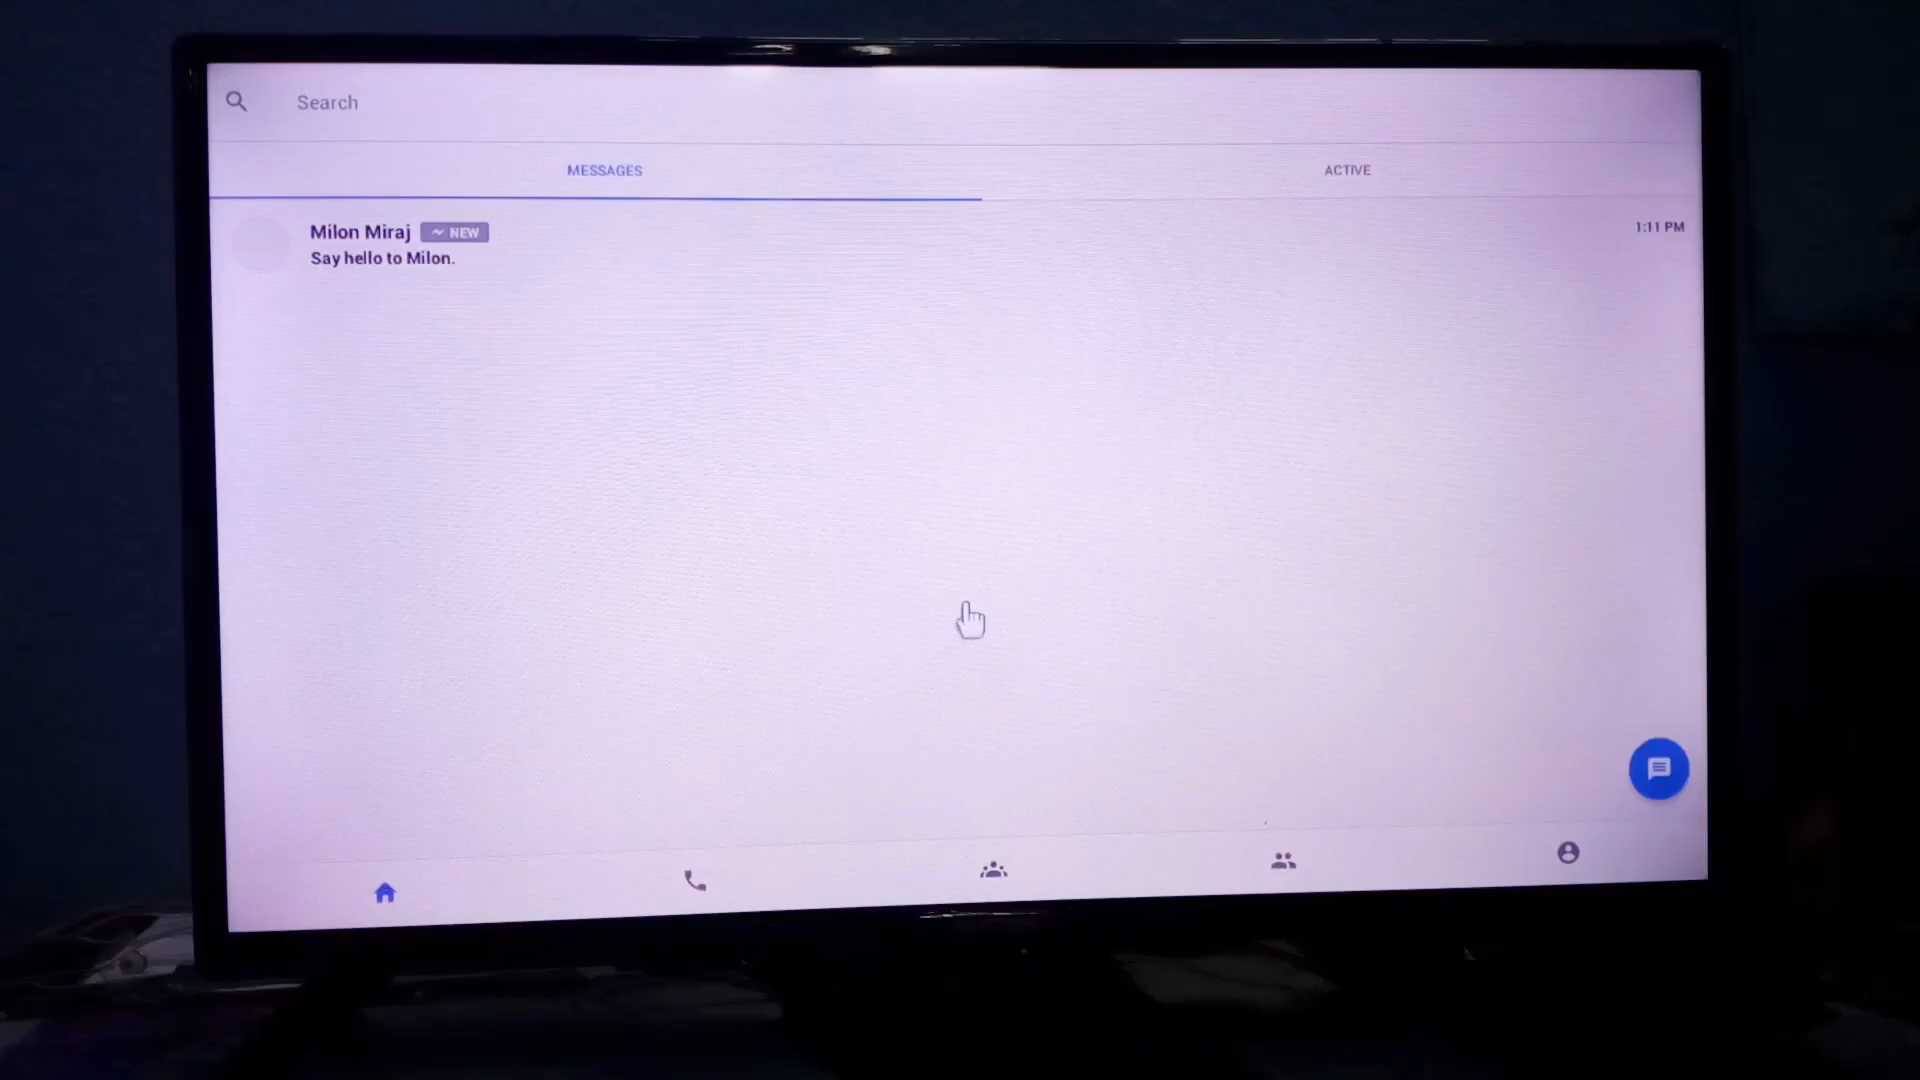 Search
MESSAGES
ACTIVE
Milon Miraj NEW
1:11 PM
Say hello to Milon.